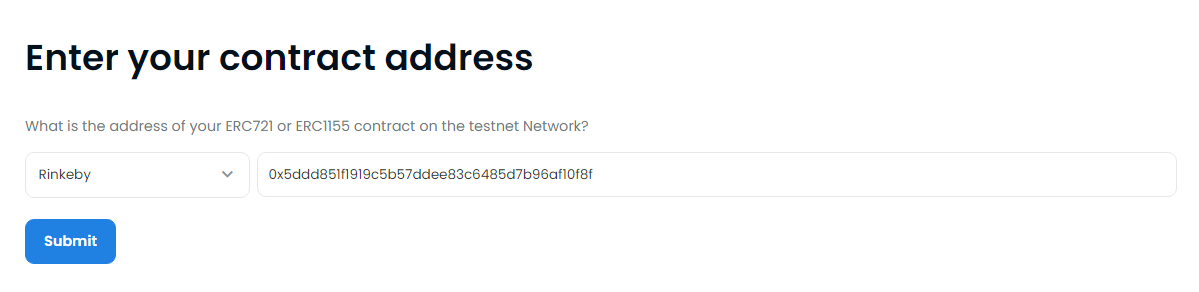 Enter your contract address
What is the address of your ERC721 or ERC1155 contract on the testnet Network?
Rinkeby
0x5ddd851f1919c5b57ddee83c6485d7b96af10f8f
Submit